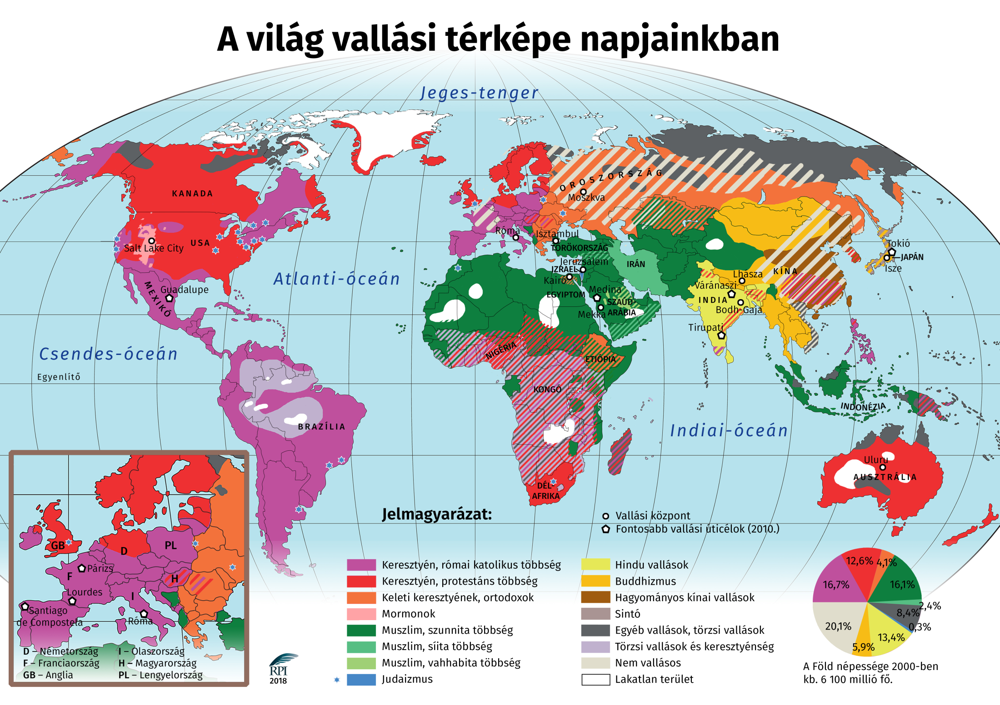 A világ vallási térképe napjainkban
Jeges-tenger
KANADA
OROSZORSZÁG
Moszkva
Salt Lake City
USA
Róma
Isztambul
TÖRÖKORSZÁG
Tokió
JAPÁN
Isze
Atlanti-óceán
Jeruzsálem
IZRAEL
IRÁN
Kairó
KÍNA
Lhasza
MEXIKÓ
Guadalupe
EGYIPTOM
Medina
SZAÚD-
ARÁBIA
Mekka
Váránaszi
INDIA
Bodh-Gaja
Tirupati
Csendes-óceán
Egyenlítő
NIGÉRIA
ETIÓPIA
KONGÓ
INDONÉZIA
BRAZÍLIA
Indiai-óceán
Uluru
AUSZTRÁLIA
DÉL-
AFRIKA
GB
D
PL
Párizs
F
H
Lourdes
I
Santiago
de Compostela
Róma
D – Németország
F – Franciaország
GB – Anglia
I – Olaszország
H – Magyarország
PL – Lengyelország
RPI
2018
Jelmagyarázat:
Vallási központ
Fontosabb vallási úticélok (2010.)
Keresztyén, római katolikus többség
Keresztyén, protestáns többség
Keleti keresztyének, ortodoxok
Mormonok
Muszlim, szunnita többség
Muszlim, síita többség
Muszlim, vahhabita többség
Judaizmus
Hindu vallások
Buddhizmus
Hagyományos kínai vallások
Sintó
Egyéb vallások, törzsi vallások
Törzsi vallások és keresztyénség
Nem vallásos
Lakatlan terület
12,6%
4,1%
16,7%
16,1%
2,4%
8,4%
0,3%
20,1%
13,4%
5,9%
A Föld népessége 2000-ben
kb. 6 100 millió fő.